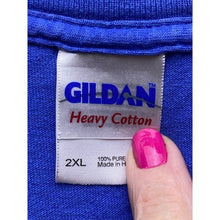 GILDAN
Heavy Cotton
2XL
100% PURE
Made in H